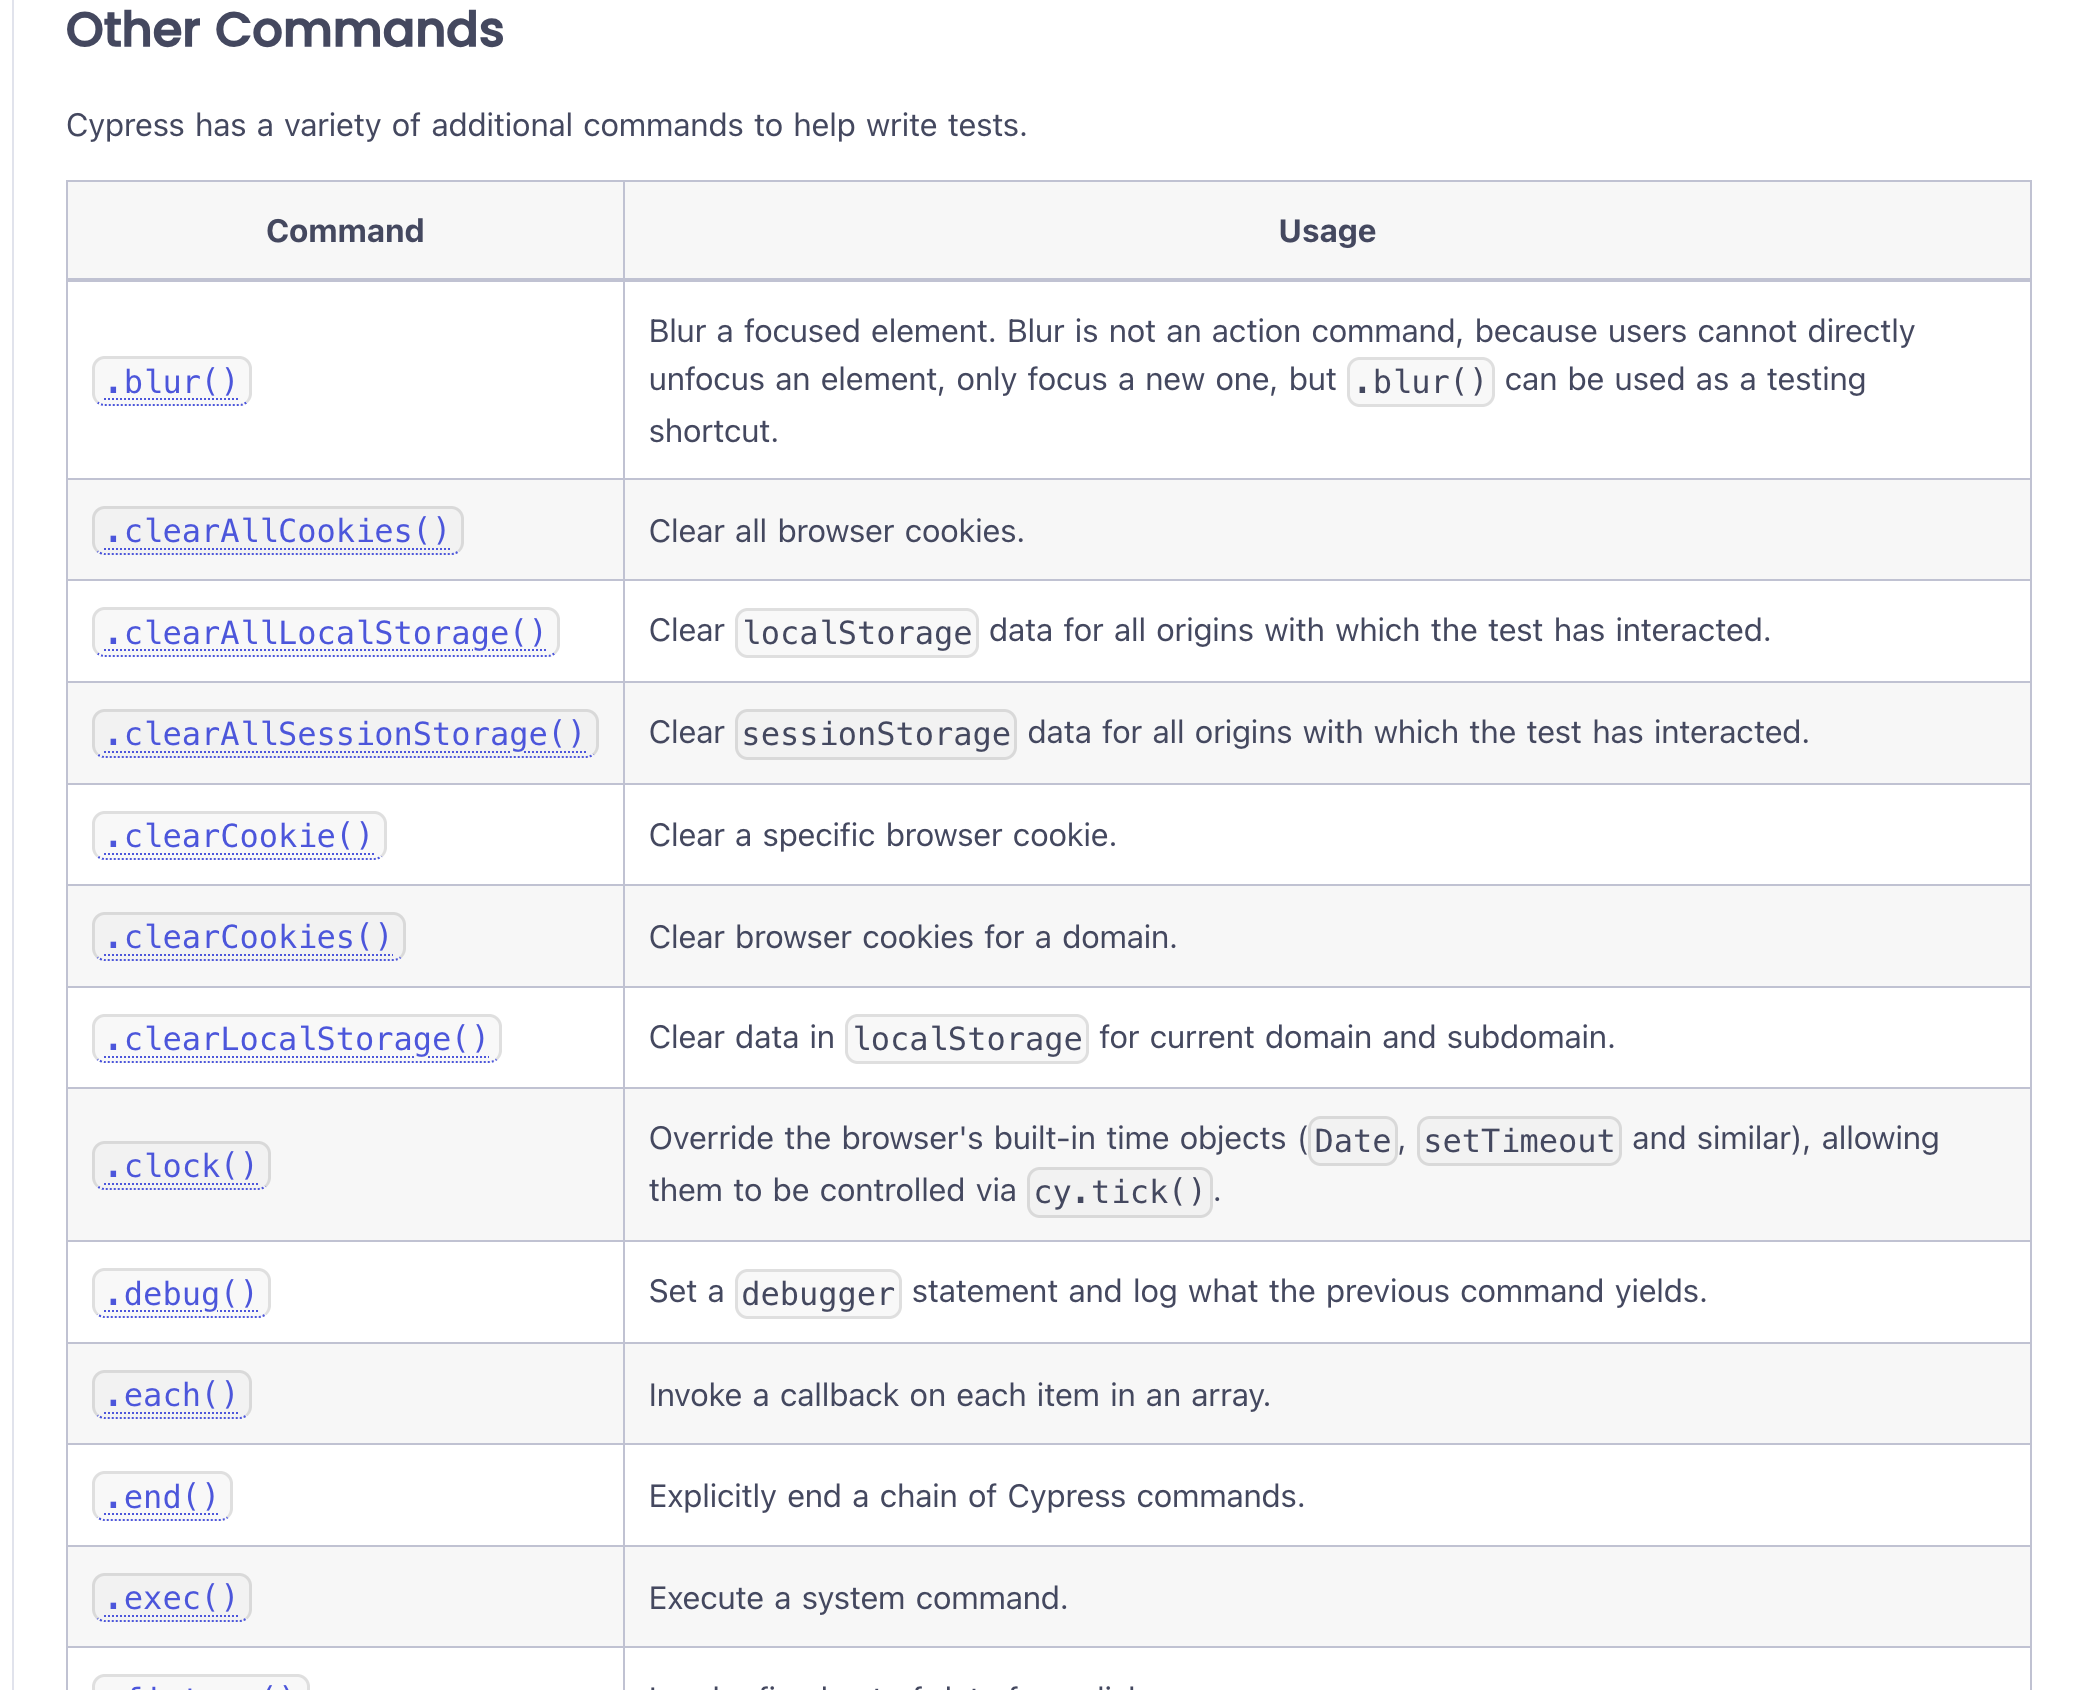 Other Commands
Cypress has a variety of additional commands to help write tests.
Command Usage
.blur() Blur a focused element. Blur is not an action command, because users cannot directly
unfocus an element, only focus a new one, but .blur() can be used as a testing
shortcut.
.clearAllCookies() Clear all browser cookies.
.clearAllLocalStorage() Clear localStorage data for all origins with which the test has interacted.
.clearAllSessionStorage() Clear sessionStorage data for all origins with which the test has interacted.
.clearCookie() Clear a specific browser cookie.
.clearCookies() Clear browser cookies for a domain.
.clearLocalStorage() Clear data in localStorage for current domain and subdomain.
.clock() Override the browser's built-in time objects (Date, setTimeout and similar), allowing
them to be controlled via cy.tick().
.debug() Set a debugger statement and log what the previous command yields.
.each() Invoke a callback on each item in an array.
.end() Explicitly end a chain of Cypress commands.
.exec() Execute a system command.